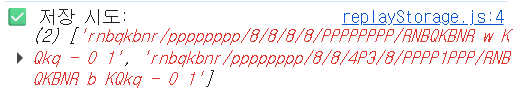 ✅ 저장 시도: replayStorage.js:4
(2) ['rnbqkbnr/pppppppp/8/8/8/8/PPPPPPPP/RNBQKBNR w K
▶ Qkq - 0 1', 'rnbqkbnr/pppppppp/8/8/4P3/8/PPPP1PPP/RNB
QKBNR b KQkq - 0 1']